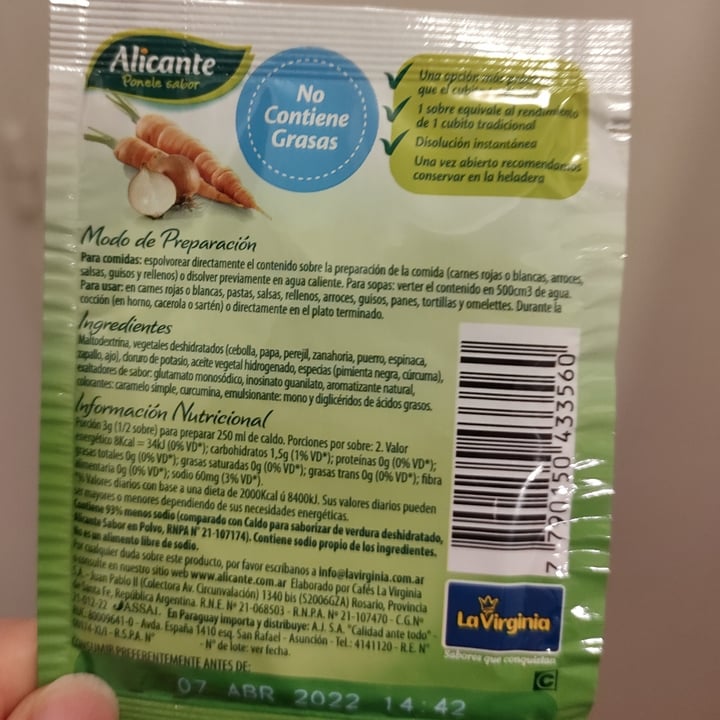 Alicante
Ponele sabor
No
Contiene
Grasas
Una opción más
que el
1 sobre equivale al rendimiento
de 1 cubito tradicional
Disolución instantánea
Una vez abierto recomendamos
conservar en la heladera
Modo de Preparación
Para comidas: espolvorear directamente el contenido sobre la preparación de la comida (carnes rojas o blancas, arroces,
salsas, guisos y rellenos) o disolver previamente en agua caliente. Para sopas: verter el contenido en 500cm3 de agua.
Para usar: en carnes rojas o blancas, pastas, salsas, rellenos, arroces, guisos, panes, tortillas y omelettes. Durante la
cocción (en horno, cacerola o sartén) o directamente en el plato terminado.
Ingredientes
Maltodextrina, vegetales deshidratados (cebolla, papa, perejil, zanahoria, puerro, espinaca,
zapallo, ajo), cloruro de potasio, aceite vegetal hidrogenado, especias (pimienta negra, cúrcuma),
exaltadores de sabor: glutamato monosódico, inosinato guanilato, aromatizante natural,
colorantes: caramelo simple, curcumina, emulsionante: mono y diglicéridos de ácidos grasos.
Información Nutricional
Porción 3g (1/2 sobre) para preparar 250 ml de caldo. Porciones por sobre: 2. Valor
energético 8Kcal = 34kJ (0% VD*); carbohidratos 1,5g (1% VD*); proteínas 0g (0% VD*);
grasas totales 0g (0% VD*); grasas saturadas 0g (0% VD*); grasas trans 0g (0% VD*); fibra
alimentaria 0g (0% VD*); sodio 60mg (3% VD*).
*% Valores diarios con base a una dieta de 2000Kcal ú 8400kJ. Sus valores diarios pueden
ser mayores o menores dependiendo de sus necesidades energéticas.
Contiene 93% menos sodio (comparado con Caldo para saborizar de verdura deshidratado,
Alicante Sabor en Polvo, RNPA N° 21-107174). Contiene sodio propio de los ingredientes.
No es un alimento libre de sodio.
Por cualquier duda sobre este producto, por favor escríbanos a info@lavirginia.com.ar
o consulte en nuestro sitio web www.alicante.com.ar Elaborado por Cafés La Virginia
S.A. - Juan Pablo II (Colectora Av. Circunvalación) 1340 bis (S2006GZA) Rosario, Provincia
de Santa Fe, República Argentina. R.N.E. Nº 21-068503 - R.N.P.A. Nº 21-107470 - C.G.Nº
21-012-22 ASSAl. En Paraguay importa y distribuye: A.J. S.A. "Calidad ante todo" -
RUC: 80009641-0 - Avda. España 1410 esq. San Rafael - Asunción - Tel.: 4141120 - R.E. Nº
- R.S.P.A. Nº - Nº de lote: ver fecha.
CONSUMIR PREFERENTEMENTE ANTES DE:
07 ABR 2022 14:42
7 790150 433560
La Virginia
Sabores que conquistan
C